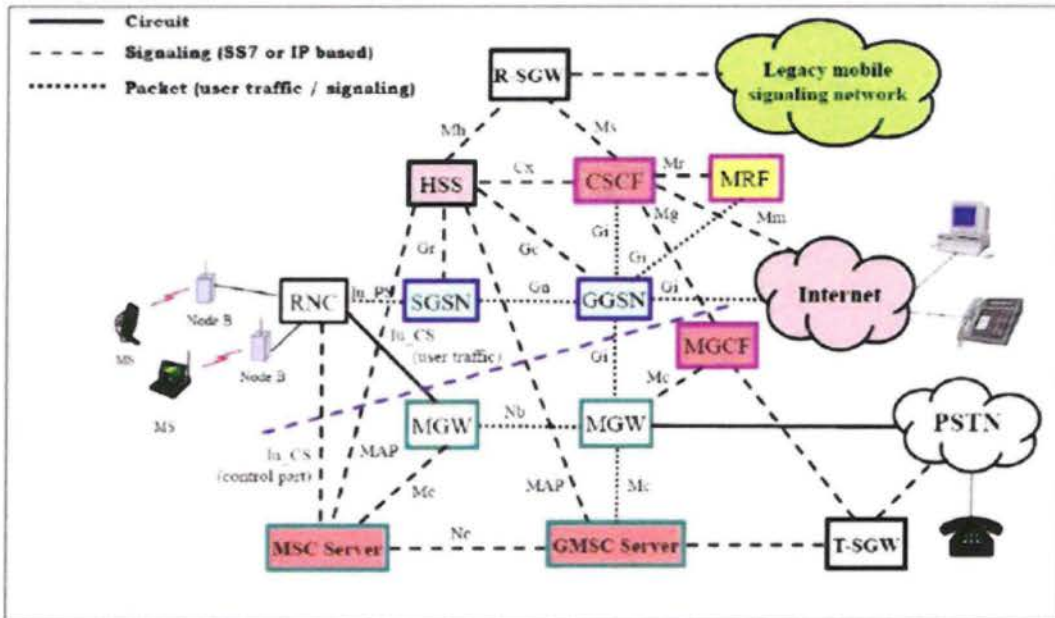 Circuit
Signaling (SS7 or IP based)
Packet (user traffic / signaling)
R-SGW
Legacy mobile
signaling network
Mh
Ms
HSS
Cx
CSCF
Mr
MRF
Mg
Mm
Gr
Gc
Gi
Gi
Internet
RNC
Iu_PS
SGSN
Gn
GGSN
Gi
Node B
MS
Iu_CS
(user traffic)
MGCF
Node B
MS
Gi
Mc
MGW
Nb
MGW
PSTN
Iu_CS
(control part)
MAP
Mc
MAP
Mc
MSC Server
Nc
GMSC Server
T-SGW